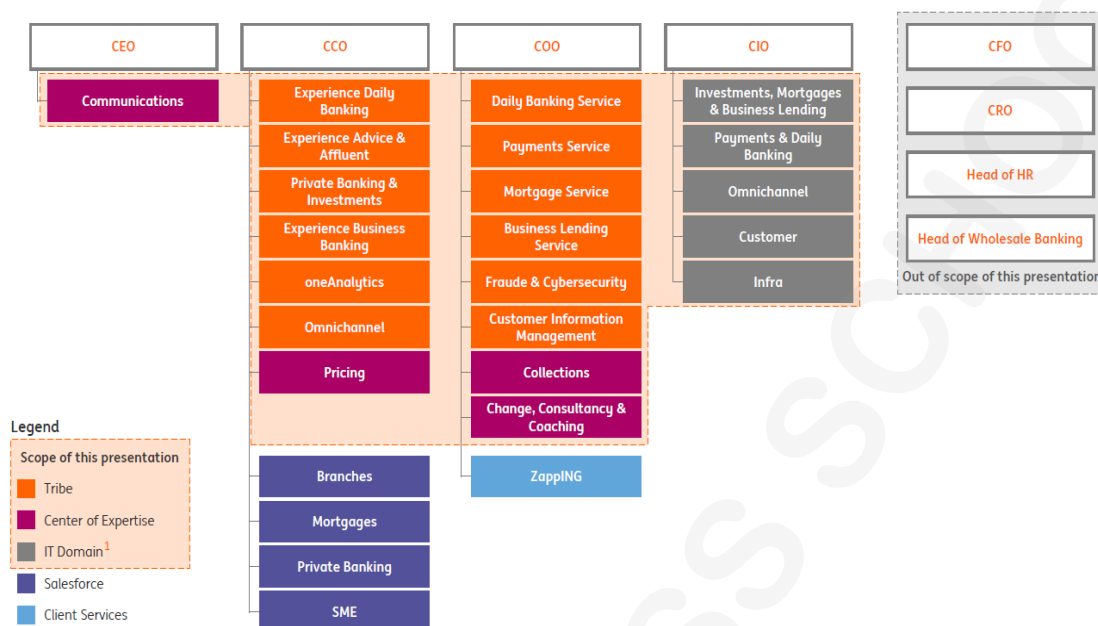 CEO
CCO
COO
CIO
CFO
CRO
Head of HR
Head of Wholesale Banking
Out of scope of this presentation
Communications
Experience Daily
Banking
Experience Advice &
Affluent
Private Banking &
Investments
Experience Business
Banking
oneAnalytics
Omnichannel
Pricing
Branches
Mortgages
Private Banking
SME
Daily Banking Service
Payments Service
Mortgage Service
Business Lending
Service
Fraude & Cybersecurity
Customer Information
Management
Collections
Change, Consultancy &
Coaching
ZappING
Investments, Mortgages
& Business Lending
Payments & Daily
Banking
Omnichannel
Customer
Infra
Legend
Scope of this presentation
Tribe
Center of Expertise
IT Domain1
Salesforce
Client Services